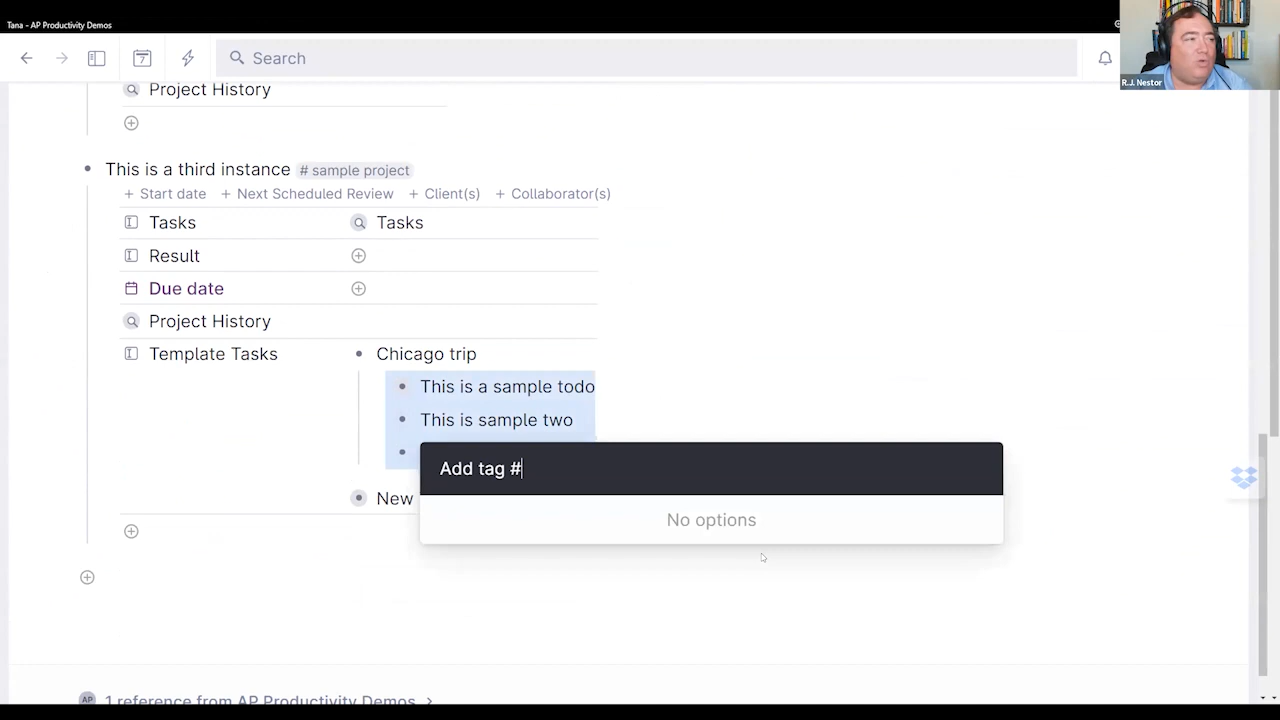 Tana - AP Productivity Demos
7
Search
R.J. Nestor
Project History
This is a third instance # sample project
+ Start date + Next Scheduled Review + Client(s) + Collaborator(s)
Tasks Tasks
Result
Due date
Project History
Template Tasks Chicago trip
This is a sample todo
This is sample two
Add tag #
New
No options
AP 1 reference from AP Productivity Demos >